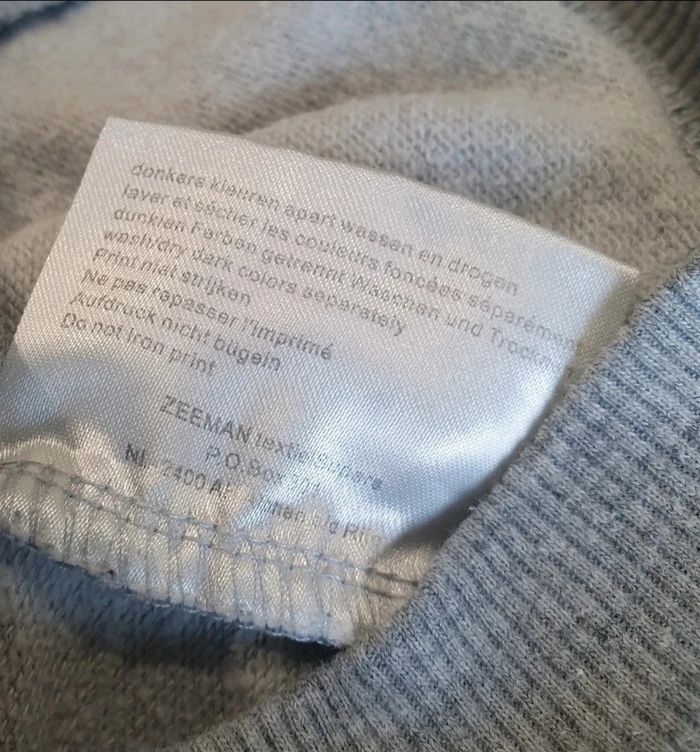 donkere kleuren apart wassen en drogen
laver et sécher les couleurs foncées séparémen
dunklen Farben getrennt Waschen und Trockn
wash/dry dark colors separately
Print niet strijken
Ne pas repasser l'imprimé
Aufdruck nicht bügeln
Do not iron print
ZEEMAN textielSupers
P.O. Box
2400 A